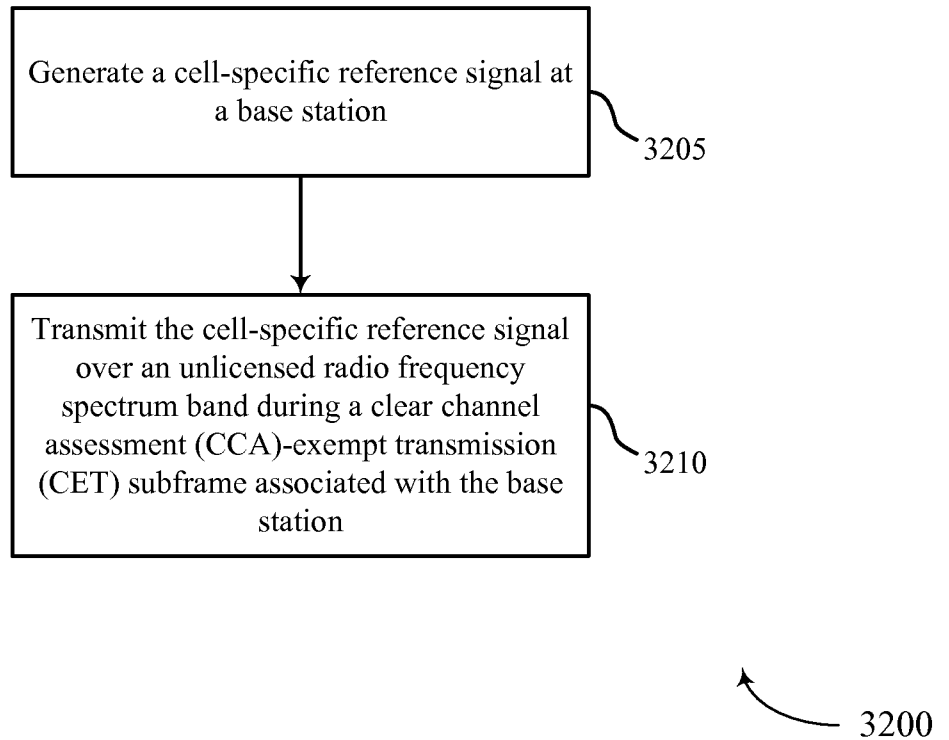 Generate a cell-specific reference signal at
a base station
3205
Transmit the cell-specific reference signal
over an unlicensed radio frequency
spectrum band during a clear channel
assessment (CCA)-exempt transmission
(CET) subframe associated with the base
station
3210
3200